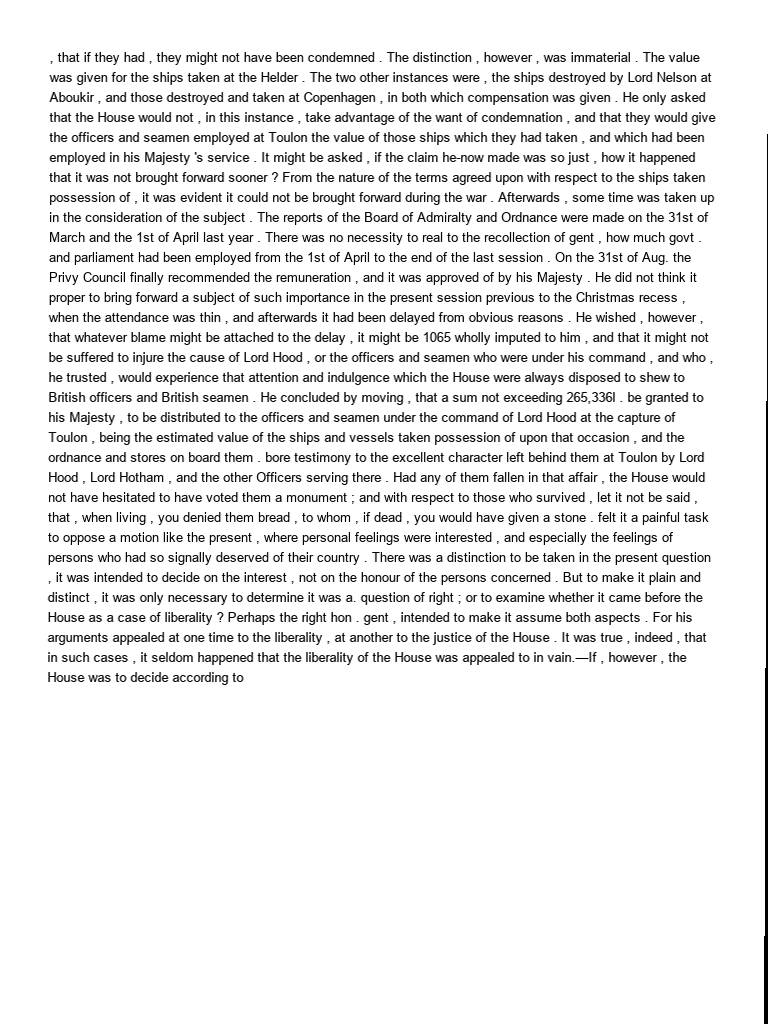 , that if they had , they might not have been condemned . The distinction , however , was immaterial . The value
was given for the ships taken at the Helder . The two other instances were , the ships destroyed by Lord Nelson at
Aboukir , and those destroyed and taken at Copenhagen , in both which compensation was given . He only asked
that the House would not , in this instance , take advantage of the want of condemnation , and that they would give
the officers and seamen employed at Toulon the value of those ships which they had taken , and which had been
employed in his Majesty 's service . It might be asked , if the claim he-now made was so just , how it happened
that it was not brought forward sooner ? From the nature of the terms agreed upon with respect to the ships taken
possession of , it was evident it could not be brought forward during the war . Afterwards , some time was taken up
in the consideration of the subject . The reports of the Board of Admiralty and Ordnance were made on the 31st of
March and the 1st of April last year . There was no necessity to real to the recollection of gent , how much govt .
and parliament had been employed from the 1st of April to the end of the last session . On the 31st of Aug. the
Privy Council finally recommended the remuneration , and it was approved of by his Majesty . He did not think it
proper to bring forward a subject of such importance in the present session previous to the Christmas recess ,
when the attendance was thin , and afterwards it had been delayed from obvious reasons . He wished , however ,
that whatever blame might be attached to the delay , it might be 1065 wholly imputed to him , and that it might not
be suffered to injure the cause of Lord Hood , or the officers and seamen who were under his command , and who ,
he trusted , would experience that attention and indulgence which the House were always disposed to shew to
British officers and British seamen . He concluded by moving , that a sum not exceeding 265,336l . be granted to
his Majesty , to be distributed to the officers and seamen under the command of Lord Hood at the capture of
Toulon , being the estimated value of the ships and vessels taken possession of upon that occasion , and the
ordnance and stores on board them . bore testimony to the excellent character left behind them at Toulon by Lord
Hood , Lord Hotham , and the other Officers serving there . Had any of them fallen in that affair , the House would
not have hesitated to have voted them a monument ; and with respect to those who survived , let it not be said ,
that , when living , you denied them bread , to whom , if dead , you would have given a stone . felt it a painful task
to oppose a motion like the present , where personal feelings were interested , and especially the feelings of
persons who had so signally deserved of their country . There was a distinction to be taken in the present question
, it was intended to decide on the interest , not on the honour of the persons concerned . But to make it plain and
distinct , it was only necessary to determine it was a. question of right ; or to examine whether it came before the
House as a case of liberality ? Perhaps the right hon . gent , intended to make it assume both aspects . For his
arguments appealed at one time to the liberality , at another to the justice of the House . It was true , indeed , that
in such cases , it seldom happened that the liberality of the House was appealed to in vain.—If , however , the
House was to decide according to